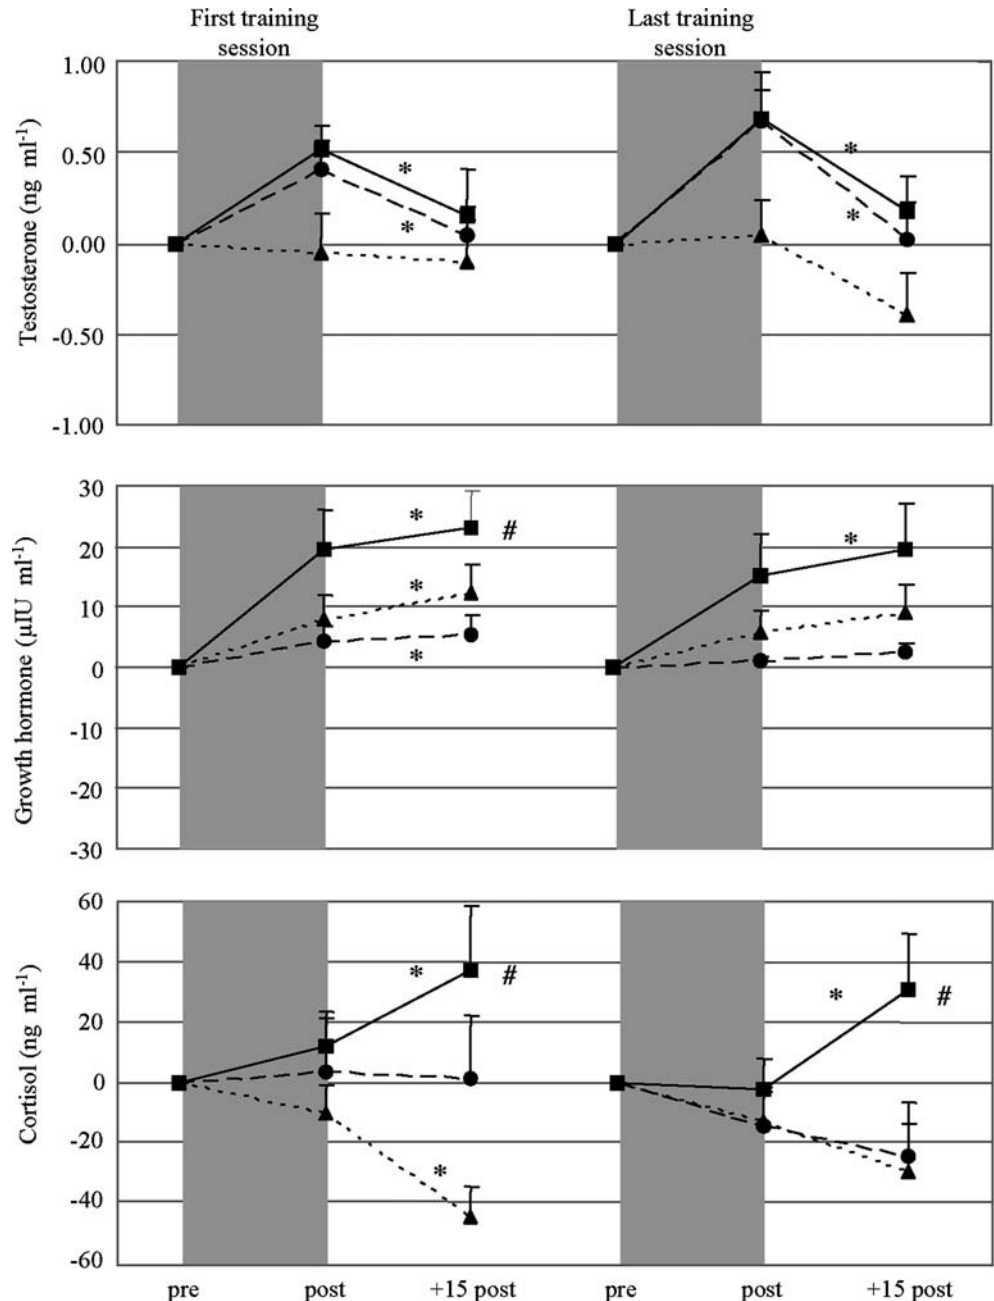 First training
session
Last training
session
Testosterone (ng ml-1)
1.00
0.50
0.00
-0.50
-1.00
*
*
*
*
Growth hormone (µIU ml-1)
30
20
10
0
-10
-20
-30
*
#
*
*
*
Cortisol (ng ml-1)
60
40
20
0
-20
-40
-60
*
#
*
*
#
pre
post
+15 post
pre
post
+15 post